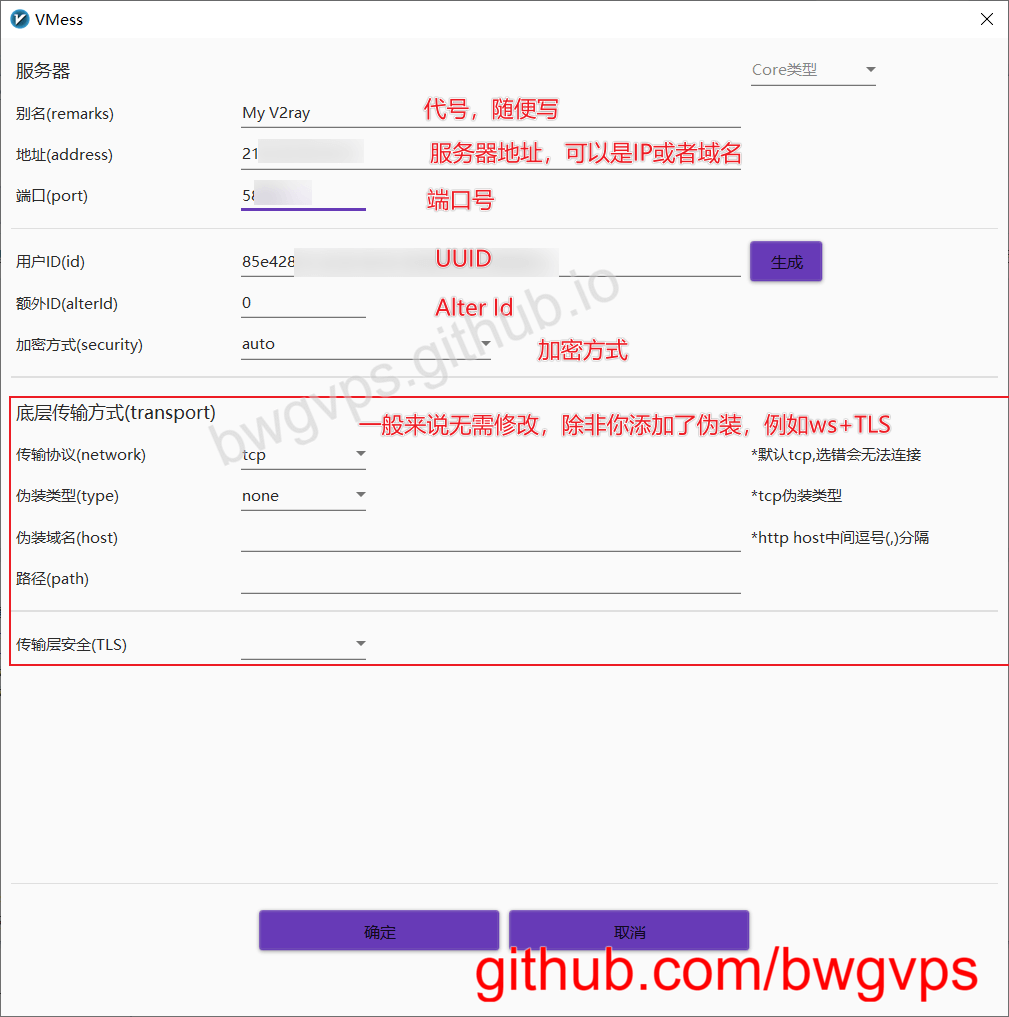 VMess
服务器
Core类型
别名(remarks) My V2ray 代号，随便写
地址(address) 21 服务器地址，可以是IP或者域名
端口(port) 58 端口号
用户ID(id) 85e428 UUID 生成
额外ID(alterId) 0 Alter Id
加密方式(security) auto 加密方式
bwgvps.github.io
底层传输方式(transport) 一般来说无需修改，除非你添加了伪装，例如ws+TLS
传输协议(network) tcp *默认tcp,选错会无法连接
伪装类型(type) none *tcp伪装类型
伪装域名(host) *http host中间逗号(,)分隔
路径(path)
传输层安全(TLS)
确定 取消
github.com/bwgvps